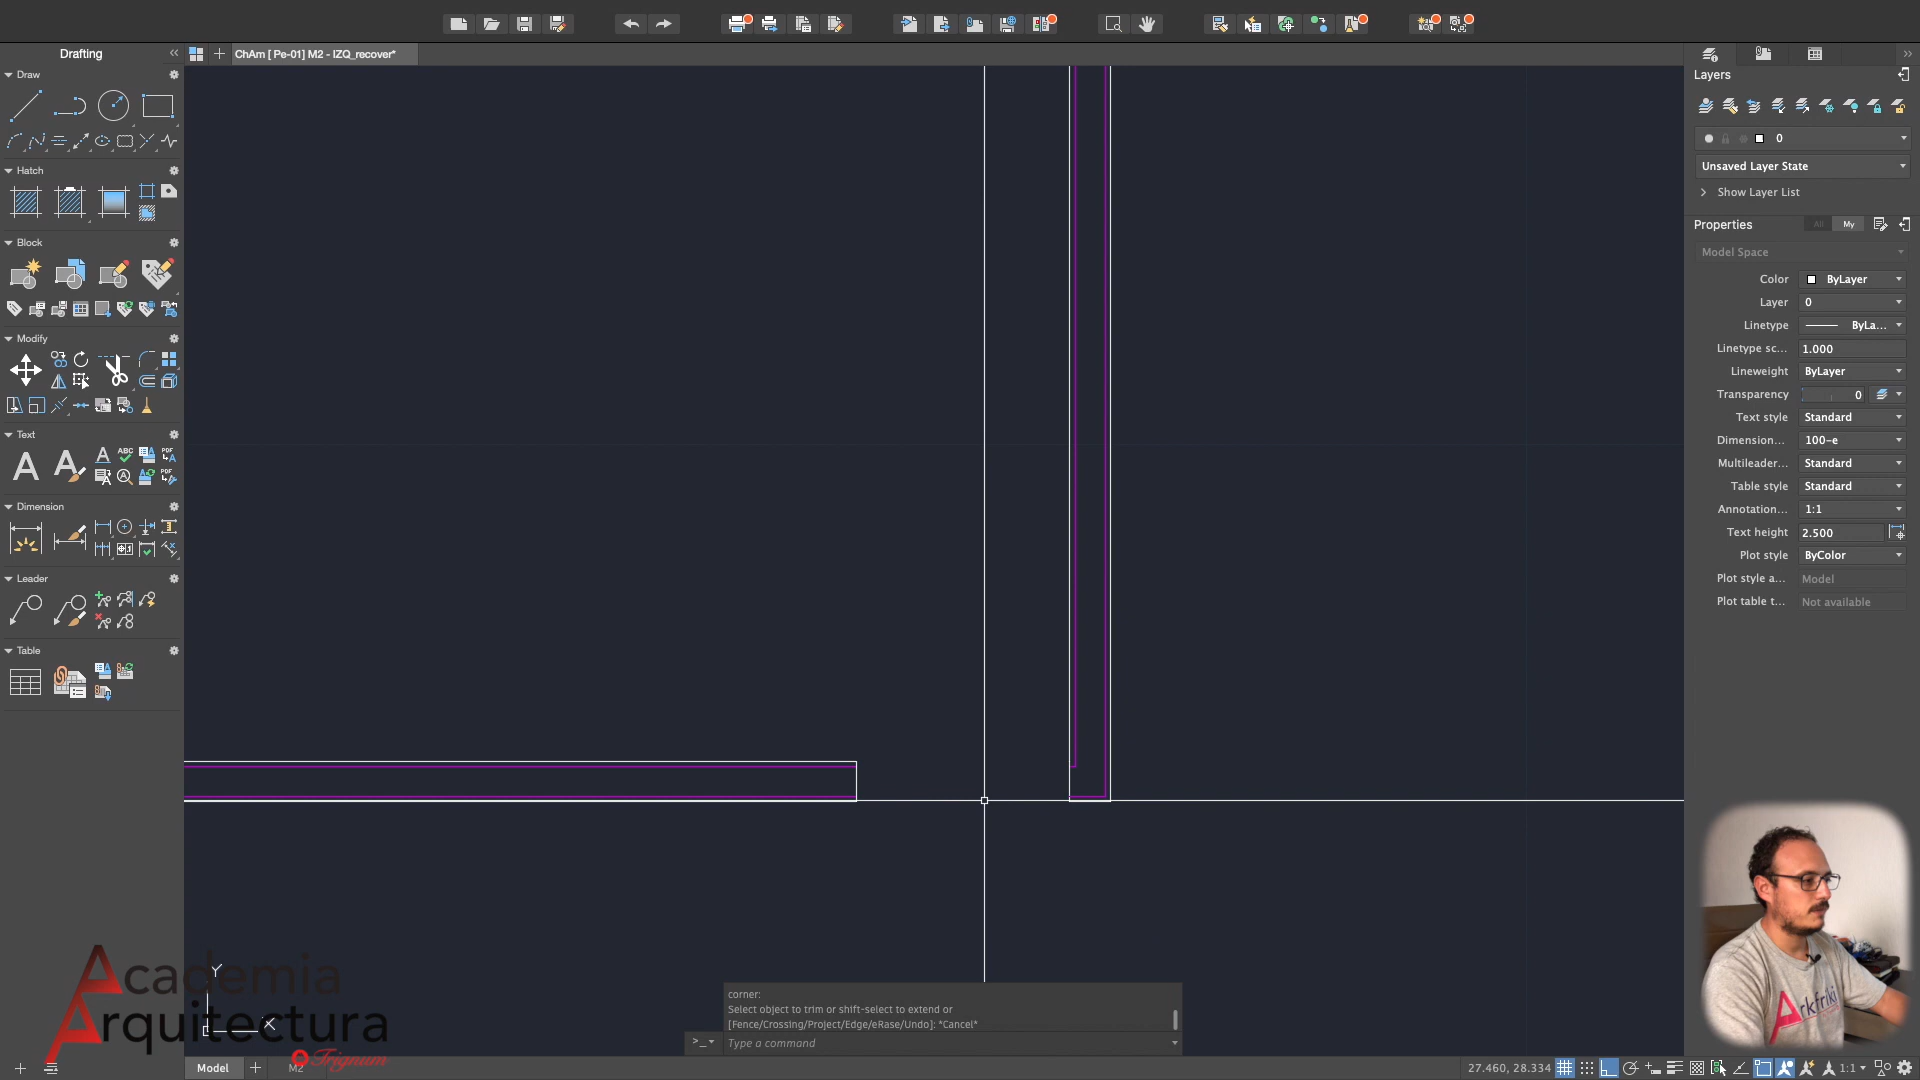 Drafting
ChAm [ Pe-01] M2 - IZQ_recover*
Draw
Hatch
Block
Modify
Text
Dimension
Leader
Table
Layers
0
Unsaved Layer State
Show Layer List
Properties
All
My
Model Space
Color
ByLayer
Layer
0
Linetype
ByLa...
Linetype sc...
1.000
Lineweight
ByLayer
Transparency
0
Text style
Standard
Dimension...
100-e
Multileader...
Standard
Table style
Standard
Annotation...
1:1
Text height
2.500
Plot style
ByColor
Plot style a...
Model
Plot table t...
Not available
Y
X
Academia
Arquitectura
Trignum
corner:
Select object to trim or shift-select to extend or
[Fence/Crossing/Project/Edge/eRase/Undo]: *Cancel*
Type a command
Arkfriki
Model
M2
27.460, 28.334
1:1